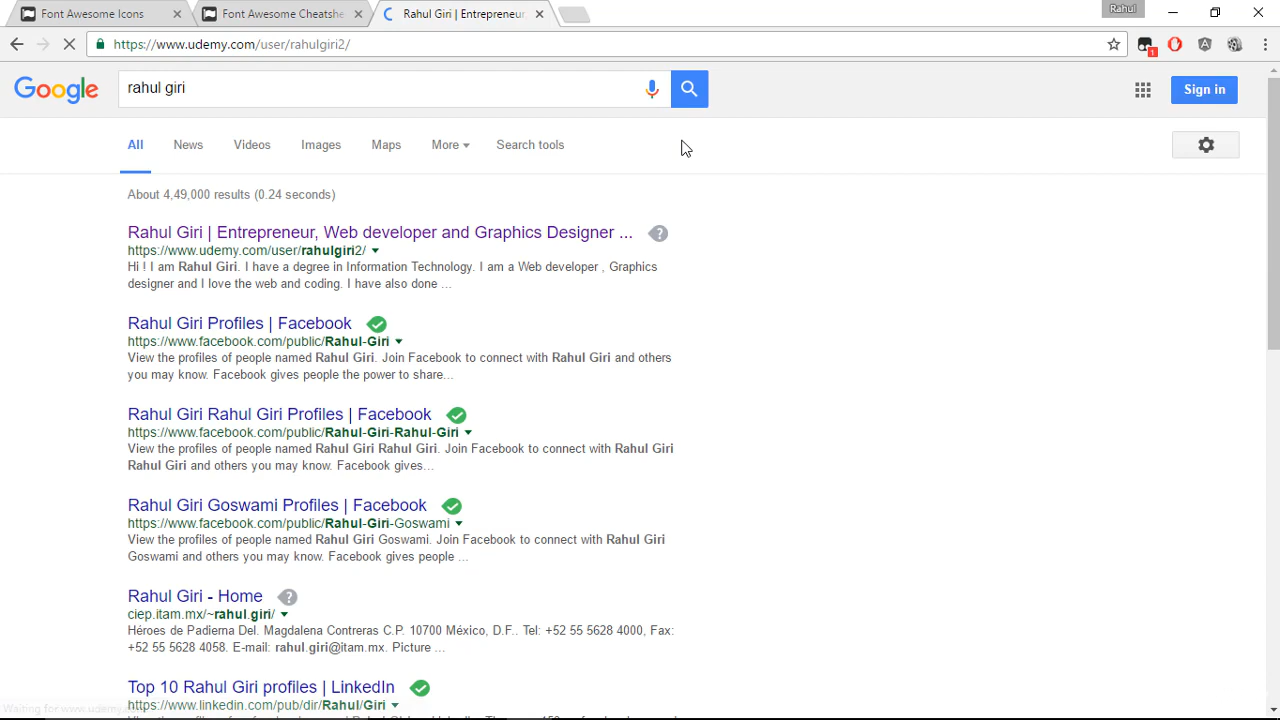 Font Awesome Icons
Font Awesome Cheatshe
Rahul Giri | Entrepreneur,
Rahul
https://www.udemy.com/user/rahulgiri2/
1
Google
rahul giri
Sign in
All
News
Videos
Images
Maps
More
Search tools
About 4,49,000 results (0.24 seconds)
Rahul Giri | Entrepreneur, Web developer and Graphics Designer ...
https://www.udemy.com/user/rahulgiri2/
Hi ! I am Rahul Giri. I have a degree in Information Technology. I am a Web developer , Graphics
designer and I love the web and coding. I have also done ...
Rahul Giri Profiles | Facebook
https://www.facebook.com/public/Rahul-Giri
View the profiles of people named Rahul Giri. Join Facebook to connect with Rahul Giri and others
you may know. Facebook gives people the power to share...
Rahul Giri Rahul Giri Profiles | Facebook
https://www.facebook.com/public/Rahul-Giri-Rahul-Giri
View the profiles of people named Rahul Giri Rahul Giri. Join Facebook to connect with Rahul Giri
Rahul Giri and others you may know. Facebook gives...
Rahul Giri Goswami Profiles | Facebook
https://www.facebook.com/public/Rahul-Giri-Goswami
View the profiles of people named Rahul Giri Goswami. Join Facebook to connect with Rahul Giri
Goswami and others you may know. Facebook gives people ...
Rahul Giri - Home
ciep.itam.mx/~rahul.giri/
Héroes de Padierna Del. Magdalena Contreras C.P. 10700 México, D.F.. Tel: +52 55 5628 4000, Fax:
+52 55 5628 4058. E-mail: rahul.giri@itam.mx. Picture ...
Top 10 Rahul Giri profiles | LinkedIn
https://www.linkedin.com/pub/dir/Rahul/Giri
Waiting for www.udemy.